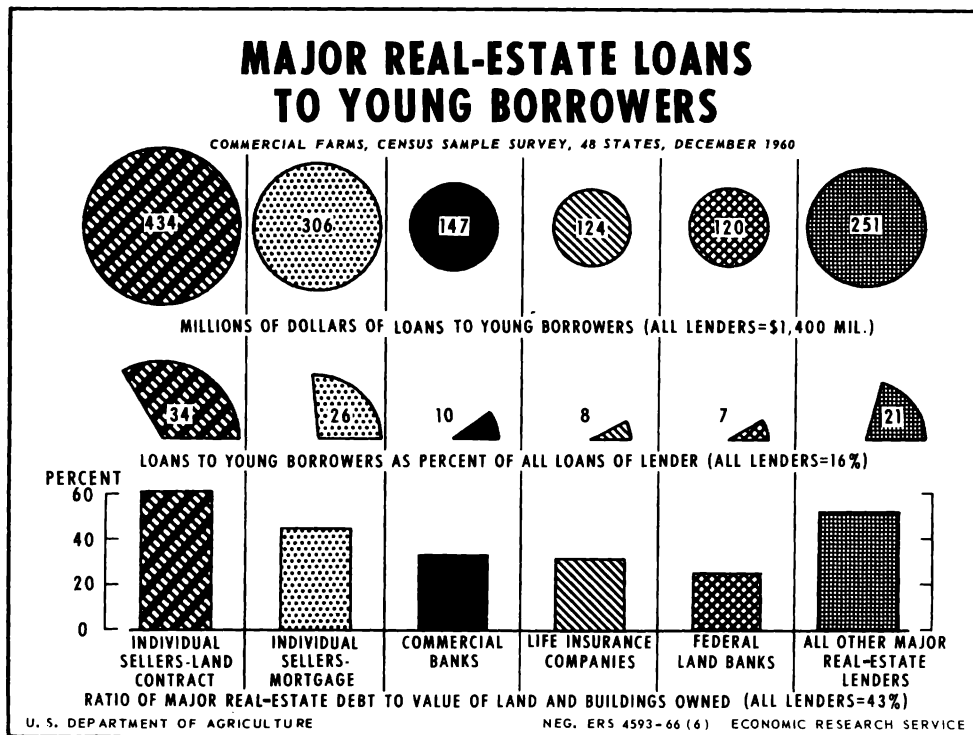 MAJOR REAL-ESTATE LOANS
TO YOUNG BORROWERS
COMMERCIAL FARMS, CENSUS SAMPLE SURVEY, 48 STATES, DECEMBER 1960
434 306 147 124 120 251
MILLIONS OF DOLLARS OF LOANS TO YOUNG BORROWERS (ALL LENDERS=$1,400 MIL.)
34 26 10 8 7 21
LOANS TO YOUNG BORROWERS AS PERCENT OF ALL LOANS OF LENDER (ALL LENDERS=16%)
PERCENT
60
40
20
0
INDIVIDUAL
SELLERS-LAND
CONTRACT
INDIVIDUAL
SELLERS-
MORTGAGE
COMMERCIAL
BANKS
LIFE INSURANCE
COMPANIES
FEDERAL
LAND BANKS
ALL OTHER MAJOR
REAL-ESTATE
LENDERS
RATIO OF MAJOR REAL-ESTATE DEBT TO VALUE OF LAND AND BUILDINGS OWNED (ALL LENDERS=43%)
U. S. DEPARTMENT OF AGRICULTURE NEG. ERS 4593-66 (6) ECONOMIC RESEARCH SERVICE